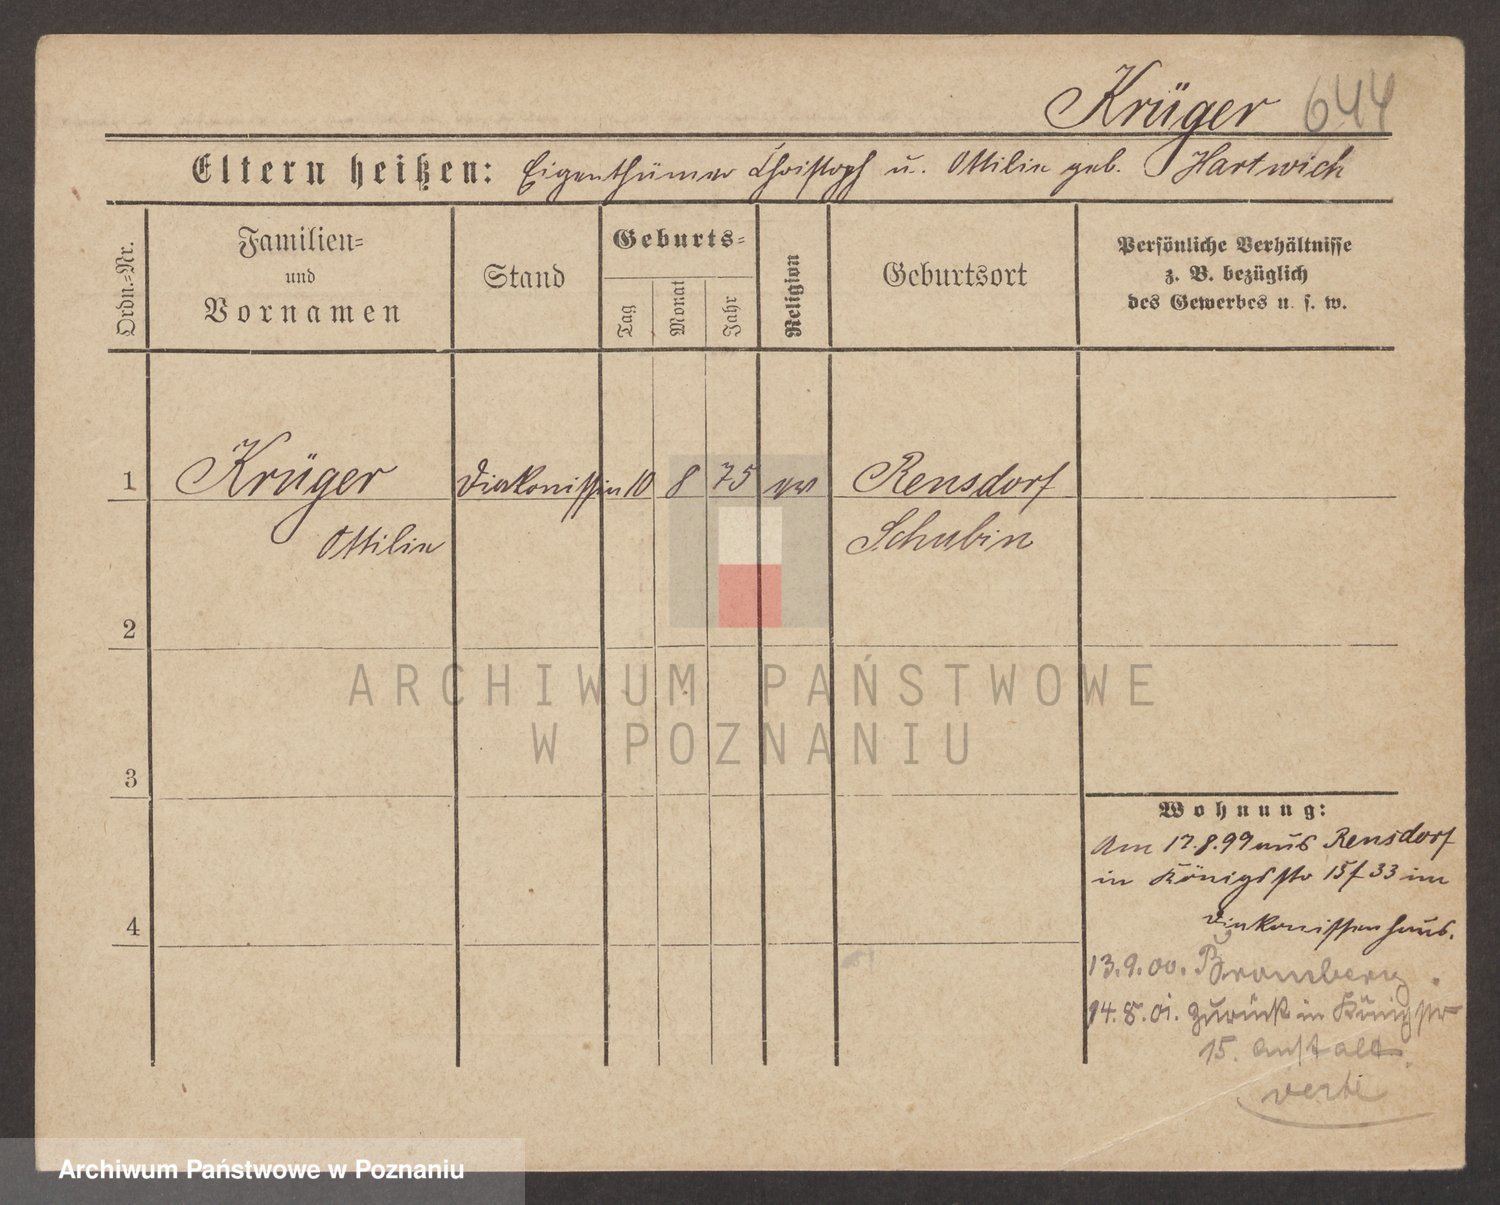 Krüger 644
Eltern heißen: Eigenthümer Christoph u. Ottilie geb. Hartwich
Ordn.-Nr.
Familien-
und
Vornamen
Stand
Geburts-
Tag
Monat
Jahr
Religion
Geburtsort
Persönliche Verhältnisse
z. B. bezüglich
des Gewerbes u. s. w.
1 Krüger Diakonissin 10 8 75 ev Rensdorf
Ottilie Schubin
2
ARCHIWUM PAŃSTWOWE
W POZNANIU
3
Wohnung:
Am 17.8.99 aus Rensdorf
in Königsstr 15/33 im
Diakonissenhaus.
4
13.9.00. Bromberg.
14.8.01. zurück in Königstr
15. Anstalt
Archiwum Państwowe w Poznaniu